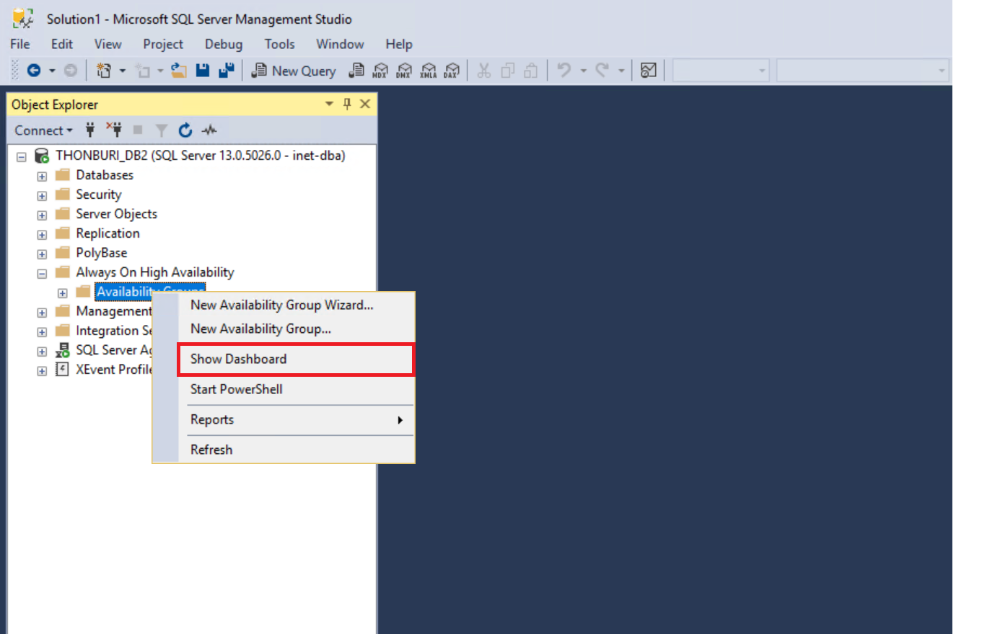 Solution1 - Microsoft SQL Server Management Studio
File Edit View Project Debug Tools Window Help
New Query MDX DMX XMLA DAX
Object Explorer
Connect
THONBURI_DB2 (SQL Server 13.0.5026.0 - inet-dba)
Databases
Security
Server Objects
Replication
PolyBase
Always On High Availability
Availability Groups
Management
Integration Se
SQL Server Ag
XEvent Profile
New Availability Group Wizard...
New Availability Group...
Show Dashboard
Start PowerShell
Reports
Refresh